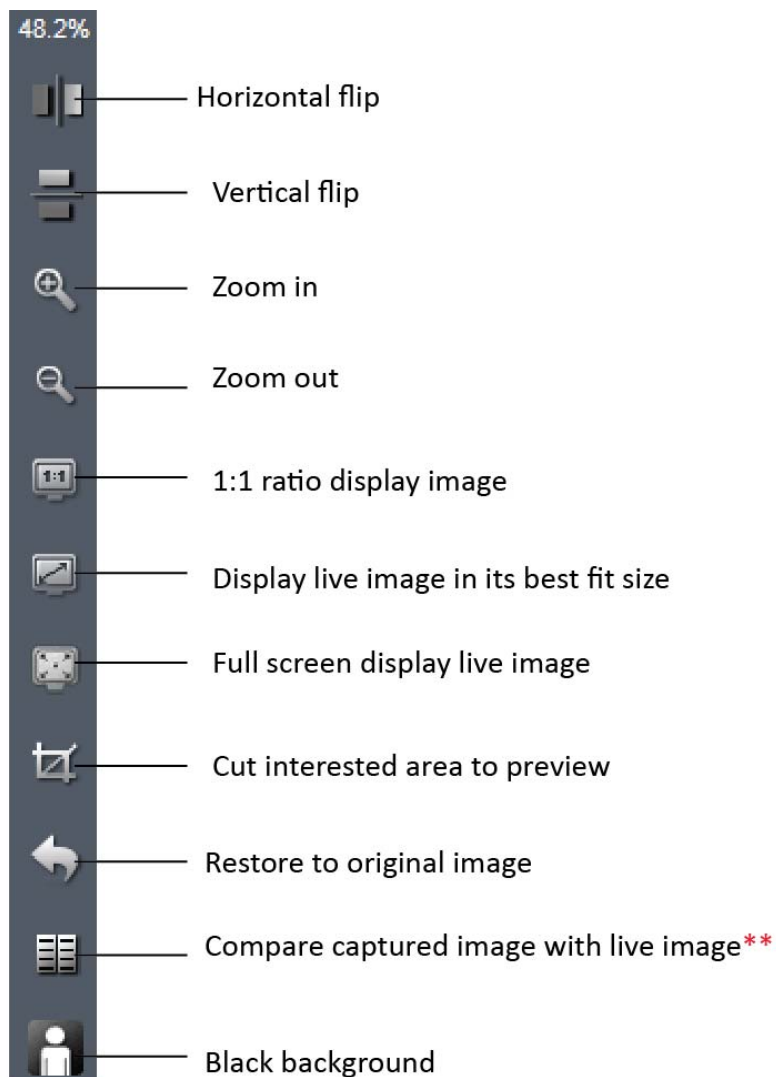 48.2%
Horizontal flip
Vertical flip
Zoom in
Zoom out
1:1
1:1 ratio display image
Display live image in its best fit size
Full screen display live image
Cut interested area to preview
Restore to original image
Compare captured image with live image**
Black background